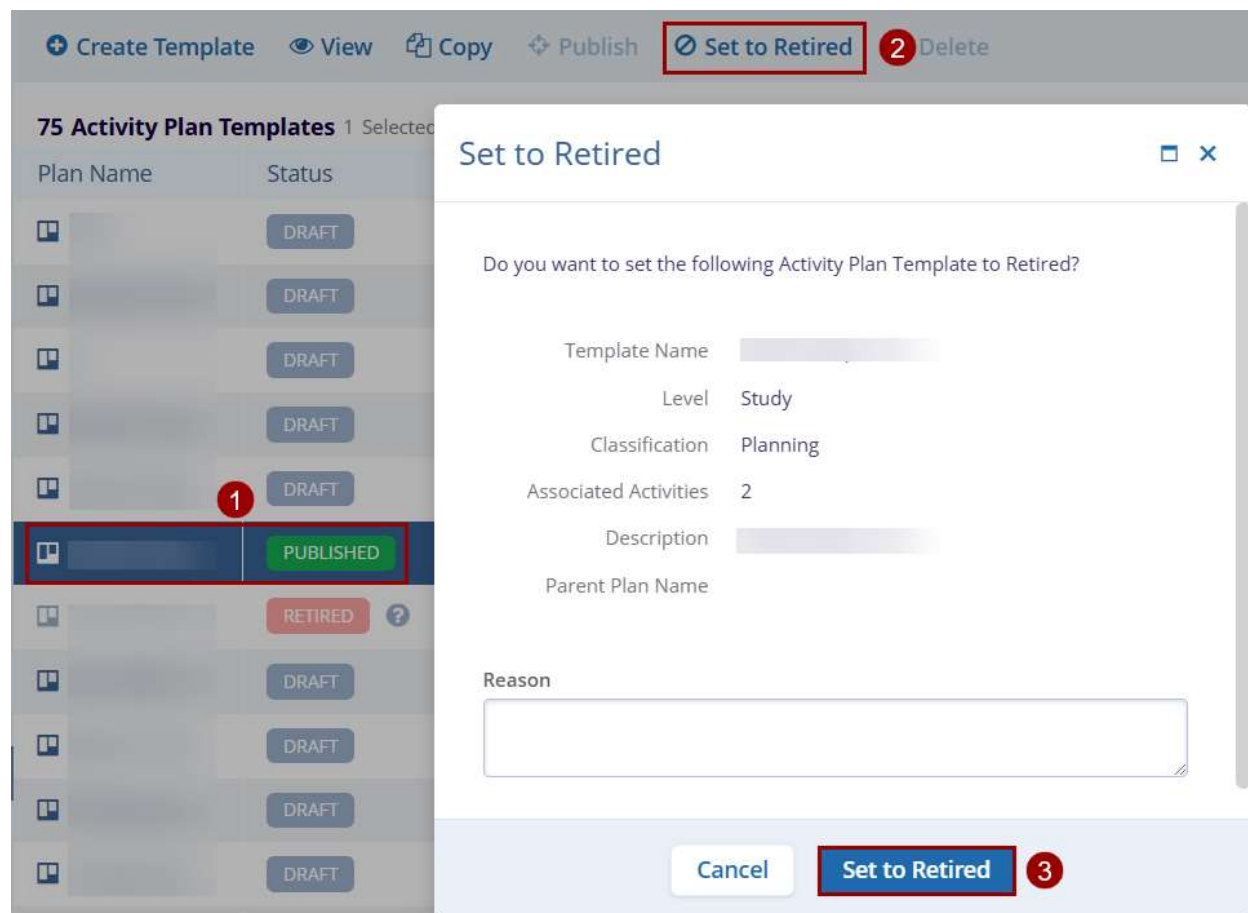 Create Template View Copy Publish Set to Retired 2 Delete
75 Activity Plan Templates 1 Selected
Plan Name Status
DRAFT
DRAFT
DRAFT
DRAFT
DRAFT
1
PUBLISHED
RETIRED ?
DRAFT
DRAFT
DRAFT
DRAFT
Set to Retired
Do you want to set the following Activity Plan Template to Retired?
Template Name
Level Study
Classification Planning
Associated Activities 2
Description
Parent Plan Name
Reason
Cancel Set to Retired 3